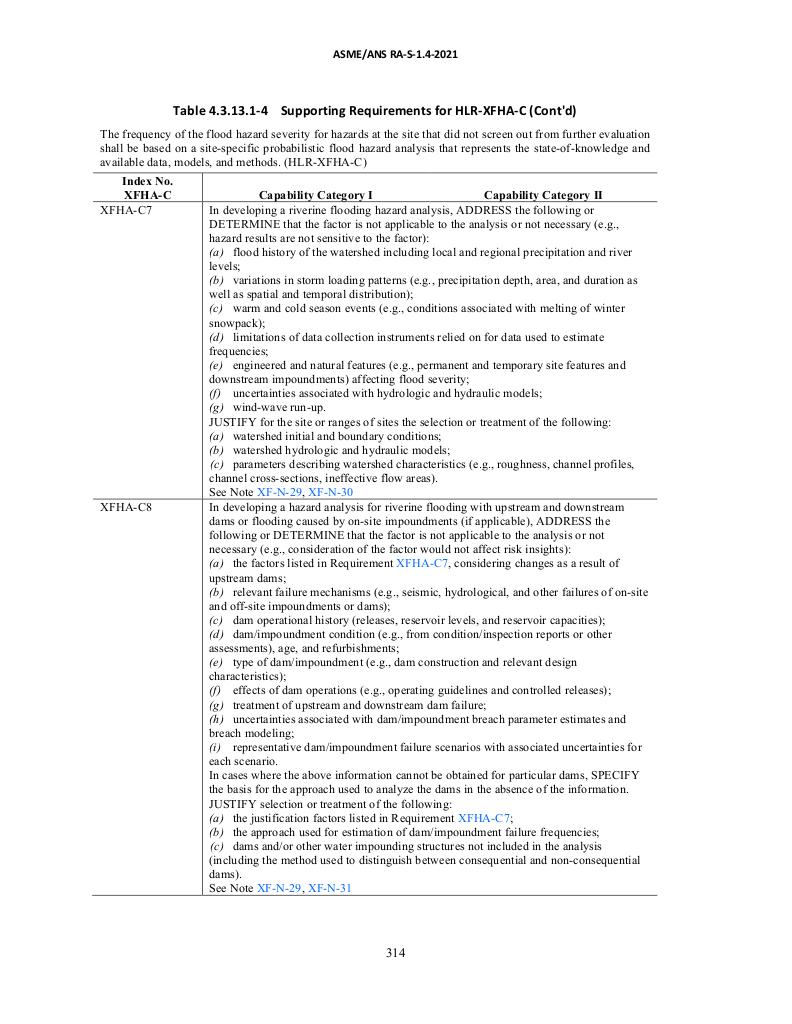 ASME/ANS RA-S-1.4-2021
Table 4.3.13.1-4 Supporting Requirements for HLR-XFHA-C (Cont'd)
The frequency of the flood hazard severity for hazards at the site that did not screen out from further evaluation
shall be based on a site-specific probabilistic flood hazard analysis that represents the state-of-knowledge and
available data, models, and methods. (HLR-XFHA-C)
Index No.
XFHA-C Capability Category I Capability Category II
XFHA-C7 In developing a riverine flooding hazard analysis, ADDRESS the following or
DETERMINE that the factor is not applicable to the analysis or not necessary (e.g.,
hazard results are not sensitive to the factor):
(a) flood history of the watershed including local and regional precipitation and river
levels;
(b) variations in storm loading patterns (e.g., precipitation depth, area, and duration as
well as spatial and temporal distribution);
(c) warm and cold season events (e.g., conditions associated with melting of winter
snowpack);
(d) limitations of data collection instruments relied on for data used to estimate
frequencies;
(e) engineered and natural features (e.g., permanent and temporary site features and
downstream impoundments) affecting flood severity;
(f) uncertainties associated with hydrologic and hydraulic models;
(g) wind-wave run-up.
JUSTIFY for the site or ranges of sites the selection or treatment of the following:
(a) watershed initial and boundary conditions;
(b) watershed hydrologic and hydraulic models;
(c) parameters describing watershed characteristics (e.g., roughness, channel profiles,
channel cross-sections, ineffective flow areas).
See Note XF-N-29, XF-N-30
XFHA-C8 In developing a hazard analysis for riverine flooding with upstream and downstream
dams or flooding caused by on-site impoundments (if applicable), ADDRESS the
following or DETERMINE that the factor is not applicable to the analysis or not
necessary (e.g., consideration of the factor would not affect risk insights):
(a) the factors listed in Requirement XFHA-C7, considering changes as a result of
upstream dams;
(b) relevant failure mechanisms (e.g., seismic, hydrological, and other failures of on-site
and off-site impoundments or dams);
(c) dam operational history (releases, reservoir levels, and reservoir capacities);
(d) dam/impoundment condition (e.g., from condition/inspection reports or other
assessments), age, and refurbishments;
(e) type of dam/impoundment (e.g., dam construction and relevant design
characteristics);
(f) effects of dam operations (e.g., operating guidelines and controlled releases);
(g) treatment of upstream and downstream dam failure;
(h) uncertainties associated with dam/impoundment breach parameter estimates and
breach modeling;
(i) representative dam/impoundment failure scenarios with associated uncertainties for
each scenario.
In cases where the above information cannot be obtained for particular dams, SPECIFY
the basis for the approach used to analyze the dams in the absence of the information.
JUSTIFY selection or treatment of the following:
(a) the justification factors listed in Requirement XFHA-C7;
(b) the approach used for estimation of dam/impoundment failure frequencies;
(c) dams and/or other water impounding structures not included in the analysis
(including the method used to distinguish between consequential and non-consequential
dams).
See Note XF-N-29, XF-N-31
314